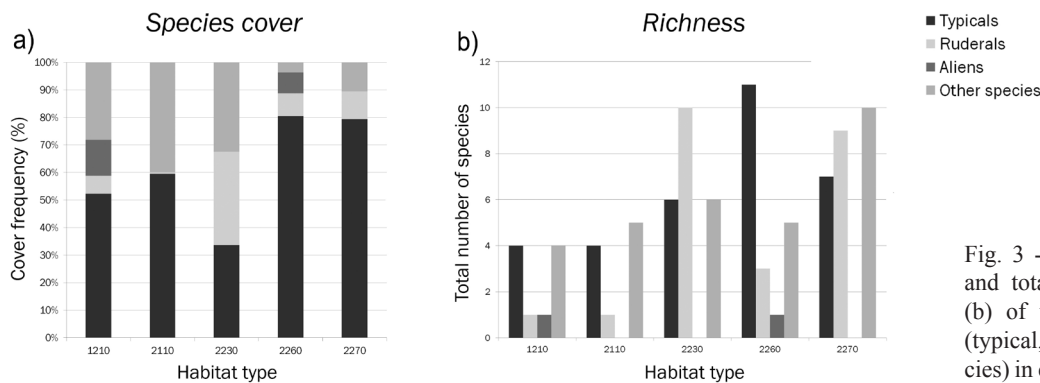 Species cover
a)
100%
90%
80%
70%
60%
50%
40%
30%
20%
10%
0%
Cover frequency (%)
1210 2110 2230 2260 2270
Habitat type
Richness
b)
12
10
8
6
4
2
0
Total number of species
1210 2110 2230 2260 2270
Habitat type
Typicals
Ruderals
Aliens
Other species
Fig. 3 -
and tota
(b) of
(typical,
cies) in